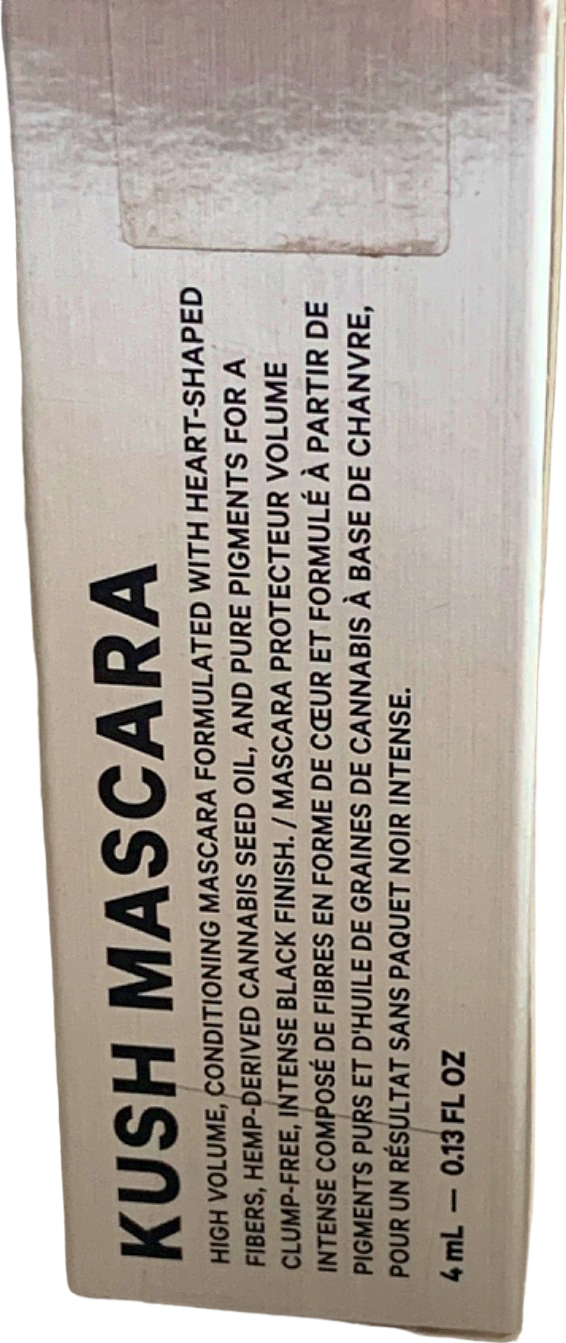 KUSH MASCARA
HIGH VOLUME, CONDITIONING MASCARA FORMULATED WITH HEART-SHAPED
FIBERS, HEMP-DERIVED CANNABIS SEED OIL, AND PURE PIGMENTS FOR A
CLUMP-FREE, INTENSE BLACK FINISH. / MASCARA PROTECTEUR VOLUME
INTENSE COMPOSÉ DE FIBRES EN FORME DE CŒUR ET FORMULÉ À PARTIR DE
PIGMENTS PURS ET D'HUILE DE GRAINES DE CANNABIS À BASE DE CHANVRE,
POUR UN RÉSULTAT SANS PAQUET NOIR INTENSE.
4 mL — 0.13 FL OZ